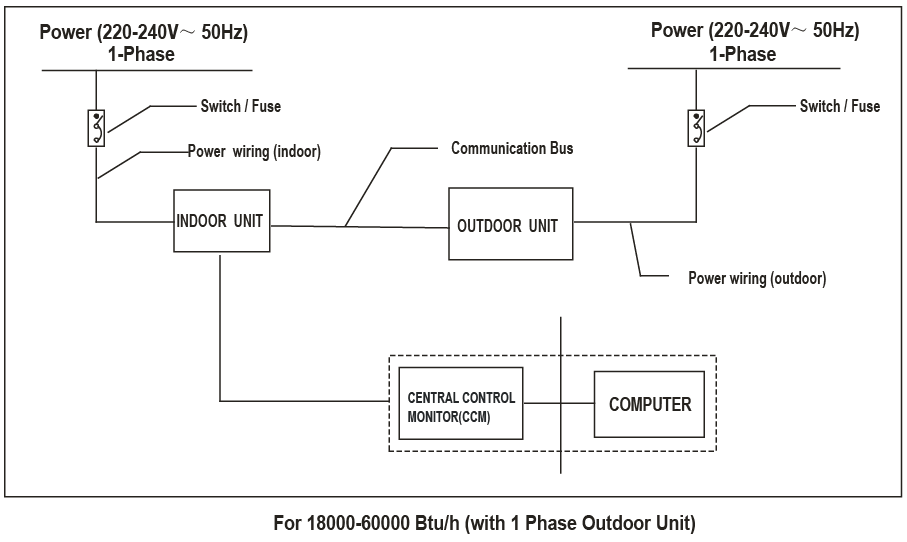 Power (220-240V～ 50Hz)
1-Phase
Power (220-240V～ 50Hz)
1-Phase
Switch / Fuse
Switch / Fuse
Power wiring (indoor)
Communication Bus
INDOOR UNIT
OUTDOOR UNIT
Power wiring (outdoor)
CENTRAL CONTROL
MONITOR(CCM)
COMPUTER
For 18000-60000 Btu/h (with 1 Phase Outdoor Unit)